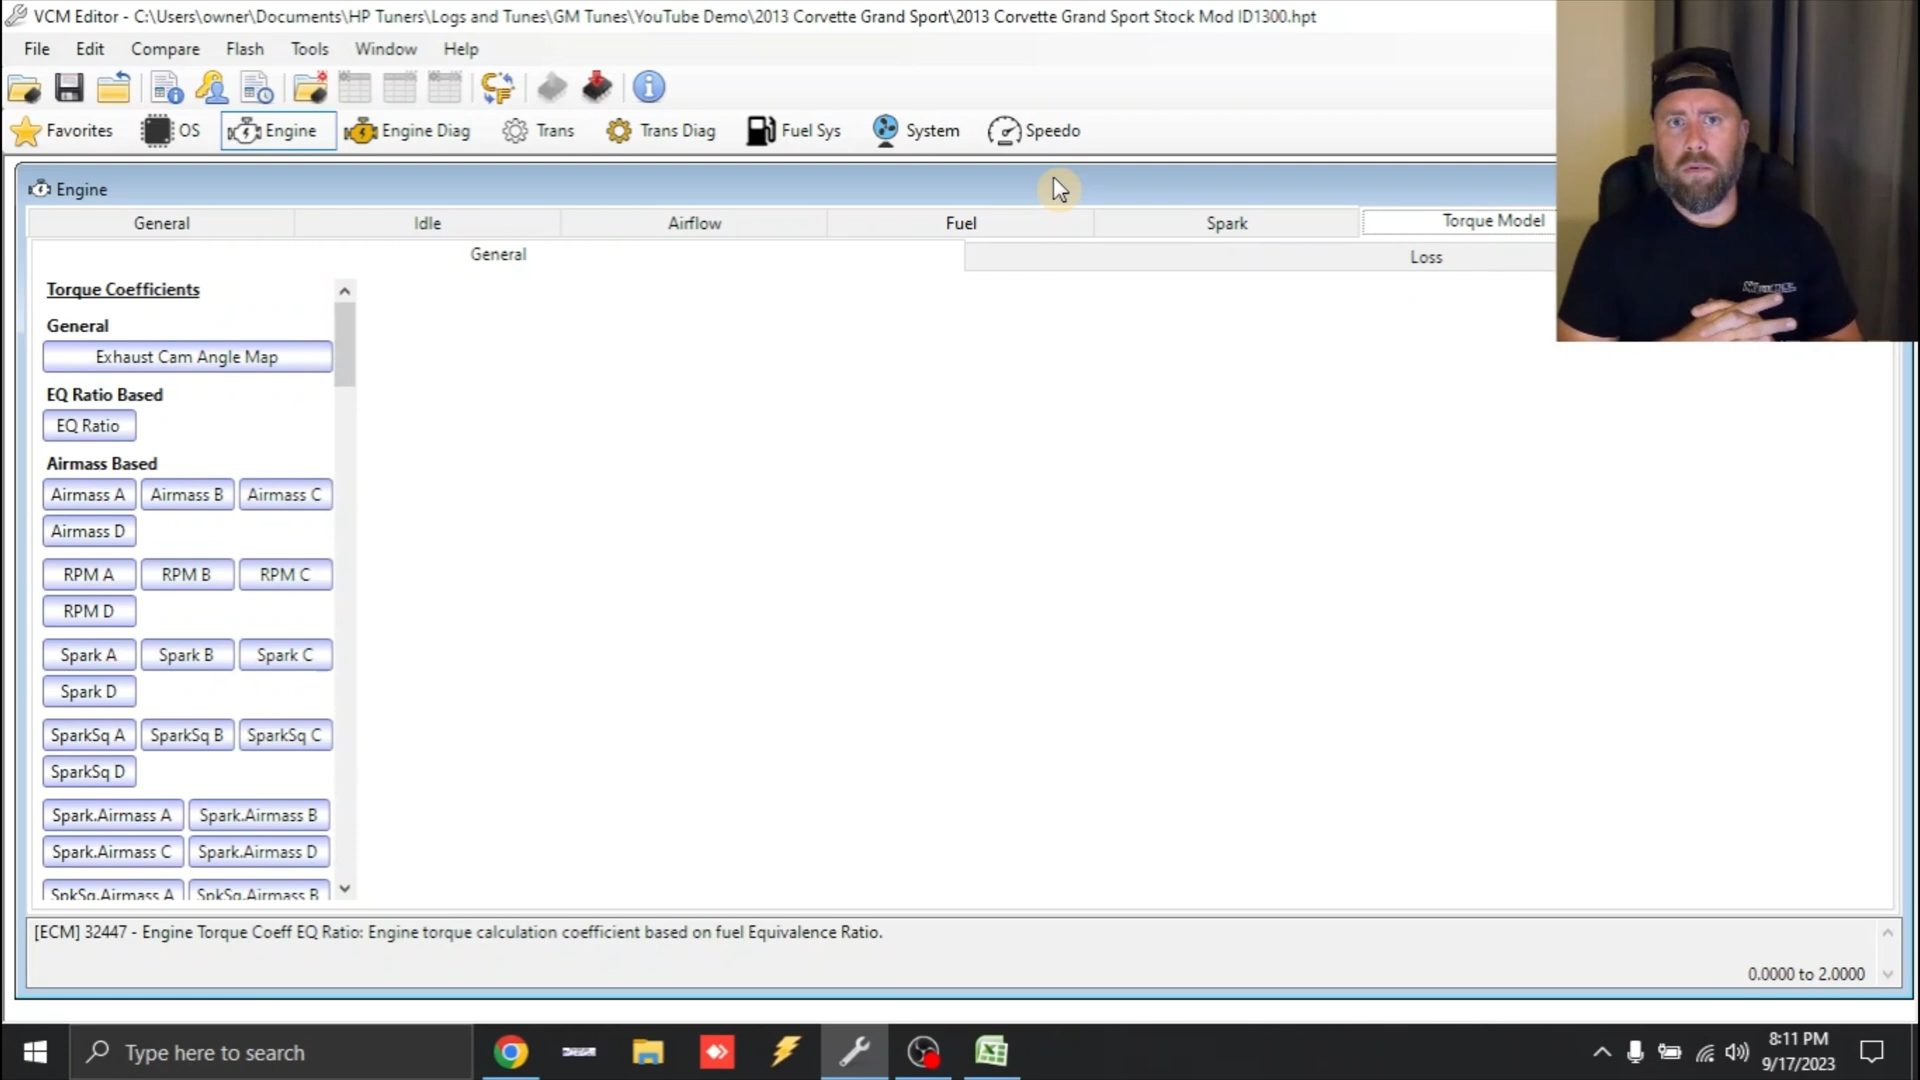 VCM Editor - C:\Users\owner\Documents\HP Tuners\Logs and Tunes\GM Tunes\YouTube Demo\2013 Corvette Grand Sport\2013 Corvette Grand Sport Stock Mod ID1300.hpt
File Edit Compare Flash Tools Window Help
Favorites OS Engine Engine Diag Trans Trans Diag Fuel Sys System Speedo
Engine
General Idle Airflow Fuel Spark Torque Model
General Loss
Torque Coefficients
General
Exhaust Cam Angle Map
EQ Ratio Based
EQ Ratio
Airmass Based
Airmass A Airmass B Airmass C
Airmass D
RPM A RPM B RPM C
RPM D
Spark A Spark B Spark C
Spark D
SparkSq A SparkSq B SparkSq C
SparkSq D
Spark.Airmass A Spark.Airmass B
Spark.Airmass C Spark.Airmass D
SpkSq.Airmass A SpkSq.Airmass B
[ECM] 32447 - Engine Torque Coeff EQ Ratio: Engine torque calculation coefficient based on fuel Equivalence Ratio.
0.0000 to 2.0000
Type here to search
8:11 PM
9/17/2023